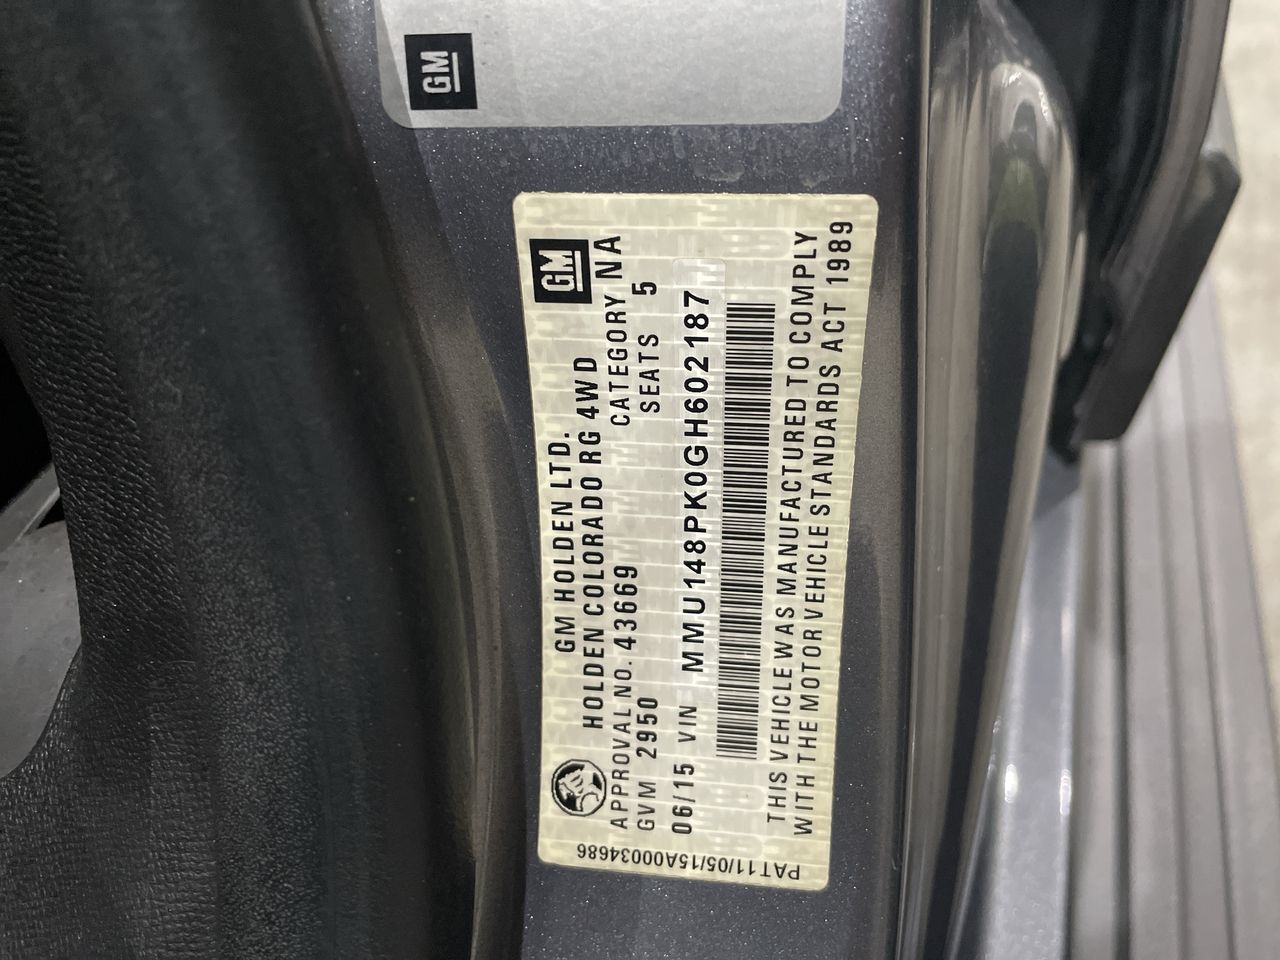 GM
GM
GM HOLDEN LTD.
HOLDEN COLORADO RG 4WD
APPROVAL NO. 43669 CATEGORY NA
GVM 2950 SEATS 5
06/15 VIN MMU148PK0GH602187
THIS VEHICLE WAS MANUFACTURED TO COMPLY
WITH THE MOTOR VEHICLE STANDARDS ACT 1989
PAT11/05/15A00034686